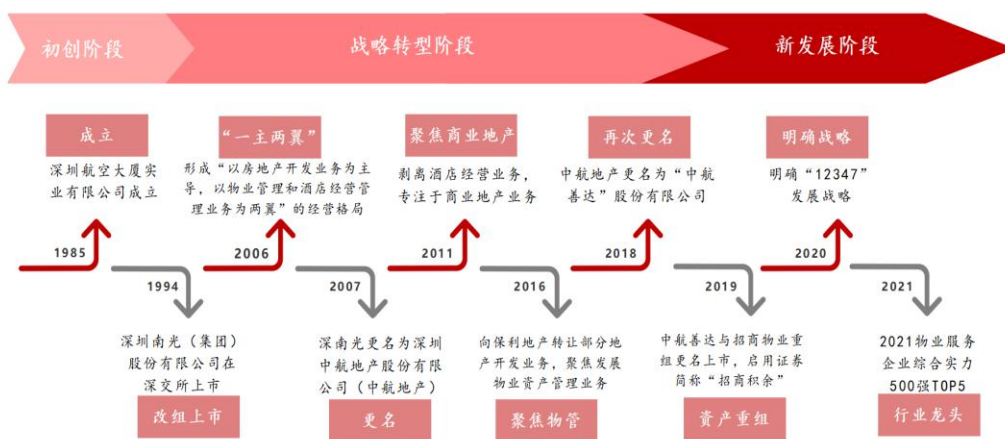 初创阶段
战略转型阶段
新发展阶段
成立
深圳航空大厦实
业有限公司成立
1985
1994
深圳南光（集团）
股份有限公司在
深交所上市
改组上市
“一主两翼”
形成“以房地产开发业务为主
导，以物业管理和酒店经营管
理业务为两翼”的经营格局
2006
2007
深南光更名为深圳
中航地产股份有限
公司（中航地产）
更名
聚焦商业地产
剥离酒店经营业务，
专注于商业地产业务
2011
2016
向保利地产转让部分地
产开发业务，聚焦发展
物业资产管理业务
聚焦物管
再次更名
中航地产更名为“中航
善达”股份有限公司
2018
2019
中航善达与招商物业重
组更名上市，启用证券
简称“招商积余”
资产重组
明确战略
明确“12347”
发展战略
2020
2021
2021物业服务
企业综合实力
500强TOP5
行业龙头